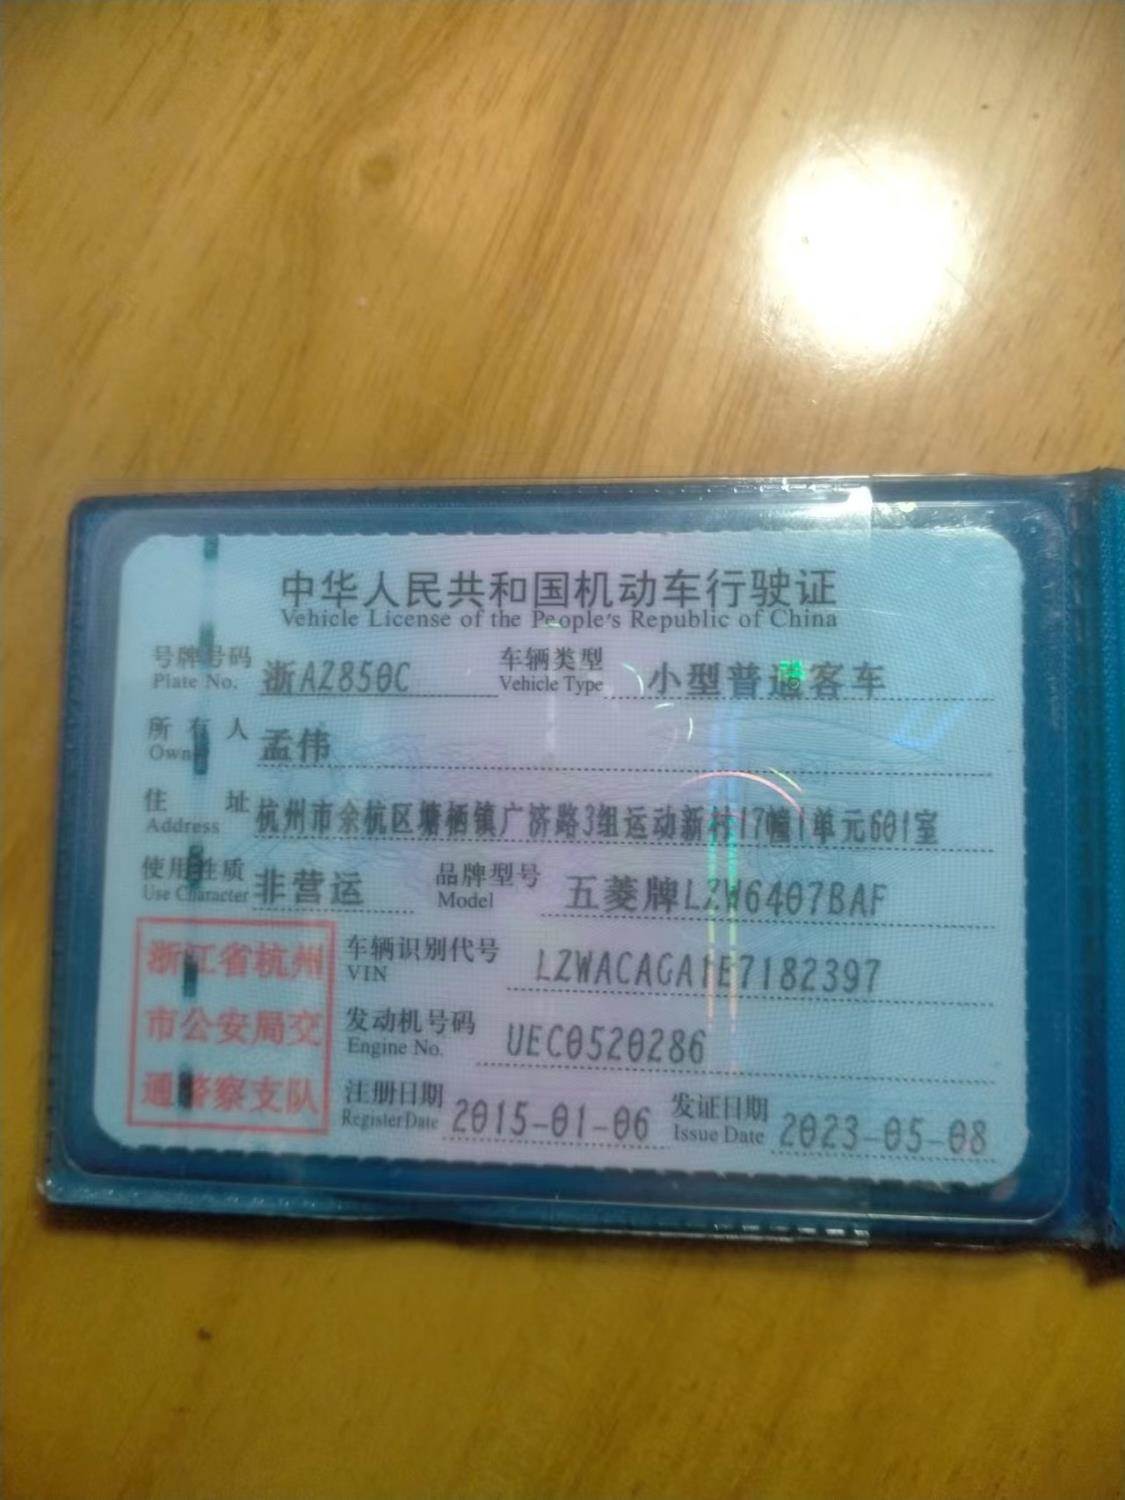 中华人民共和国机动车行驶证
Vehicle License of the People's Republic of China
号牌号码 浙AZ850C 车辆类型 小型普通客车
Plate No. Vehicle Type
所有人 孟伟
Owner
住址 杭州市余杭区塘栖镇广济路3组运动新村17幢1单元601室
Address
使用性质 非营运 品牌型号 五菱牌LZW6407BAF
Use Character Model
浙江省杭州
市公安局交
通警察支队
车辆识别代号 LZWACAGA1E7182397
VIN
发动机号码 UEC0520286
Engine No.
注册日期 2015-01-06 发证日期 2023-05-08
Register Date Issue Date